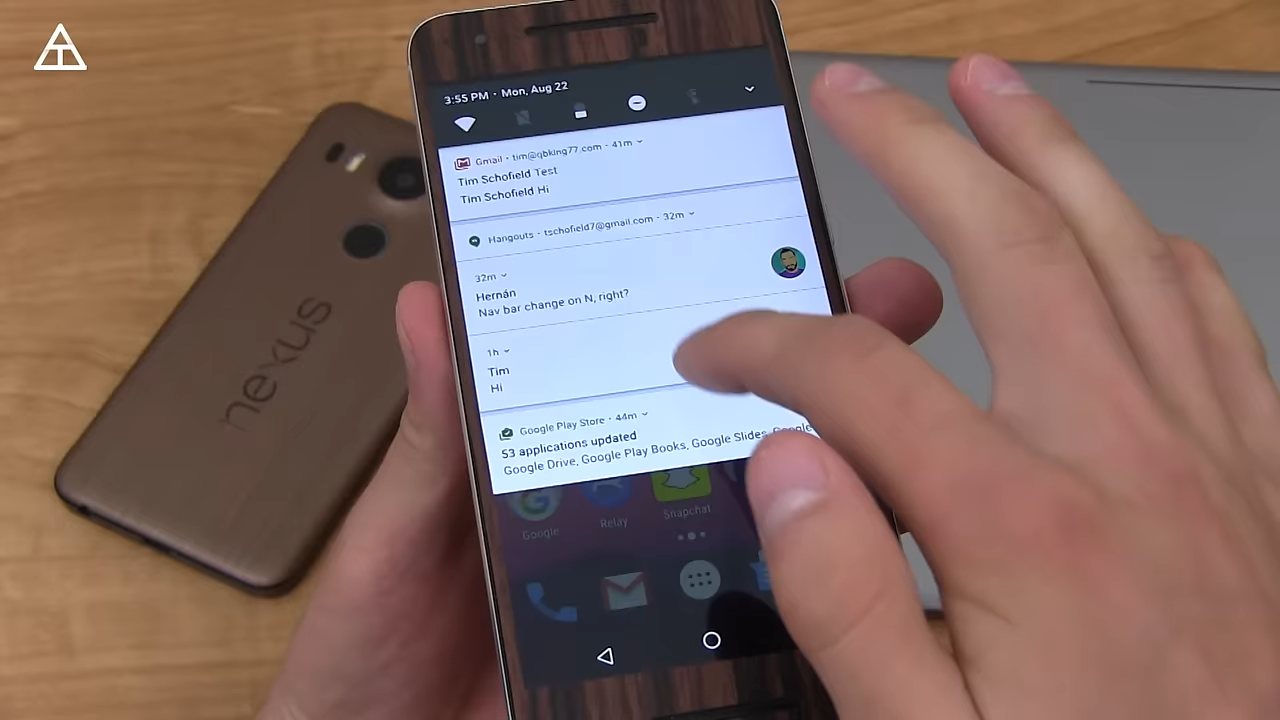 3:55 PM • Mon, Aug 22
Gmail • tim@qbking77.com • 41m
Tim Schofield Test
Tim Schofield Hi
Hangouts • tschofield7@gmail.com • 32m
32m
Hernán
Nav bar change on N, right?
1h
Tim
Hi
Google Play Store • 44m
53 applications updated
Google Drive, Google Play Books, Google Slides, Google
Google
Relay
Snapchat
nexus